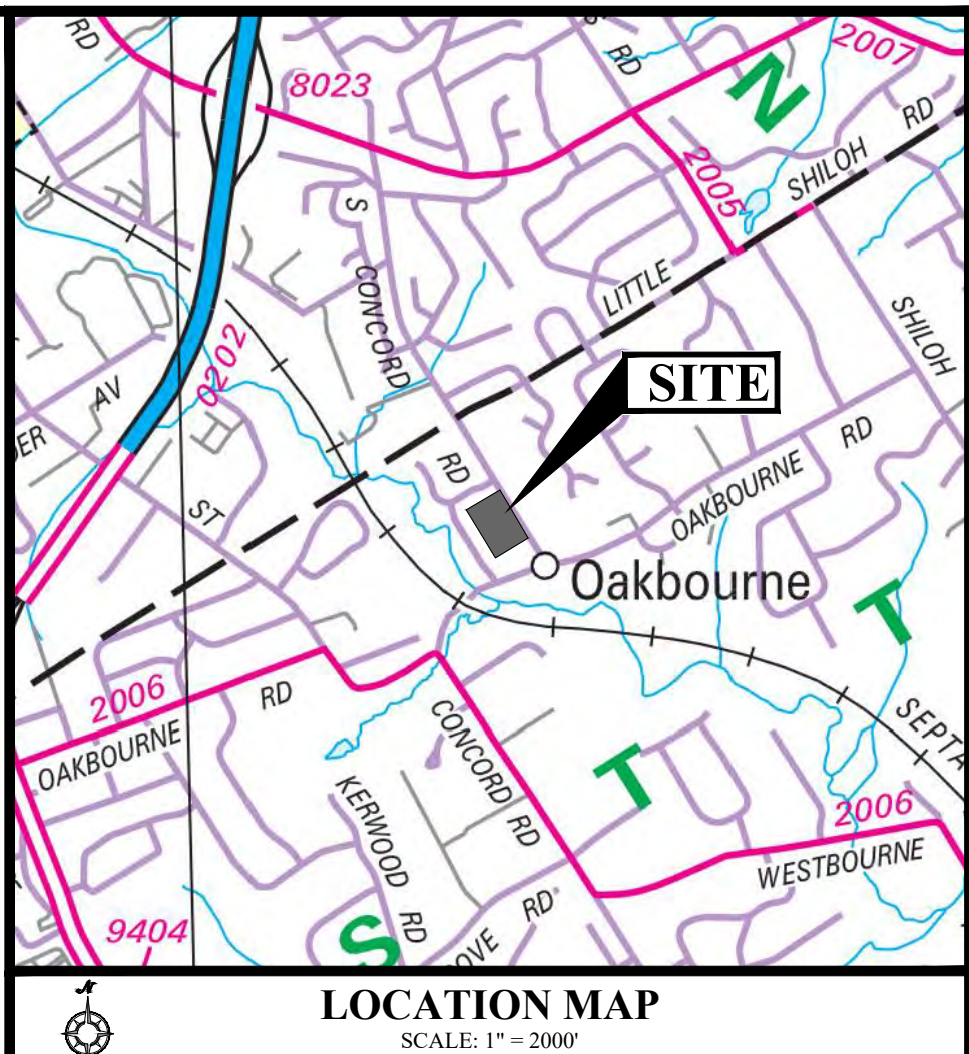 RD
8023
S
RD
2007
N
RD
SHILOH
2005
LITTLE
S
CONCORD
RD
SHILOH
0202
AV
DER
ST
SITE
OAKBOURNE
RD
Oakbourne
T
2006
RD
OAKBOURNE
CONCORD
RD
KERWOOD
RD
T
SEPTA
2006
WESTBOURNE
RD
OVE
9404
S
N
LOCATION MAP
SCALE: 1" = 2000'